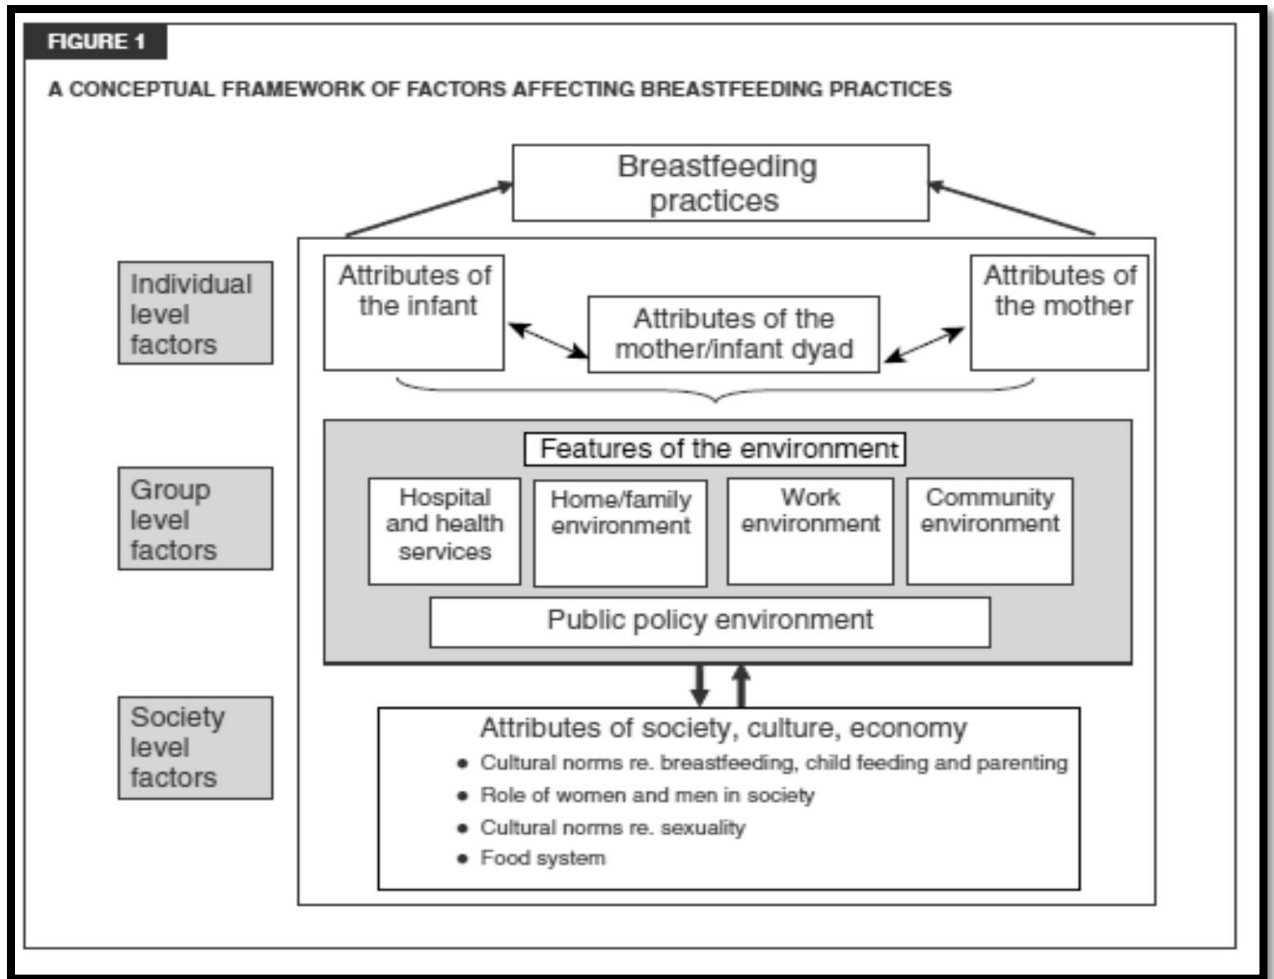 FIGURE 1
A CONCEPTUAL FRAMEWORK OF FACTORS AFFECTING BREASTFEEDING PRACTICES
Breastfeeding
practices
Individual
level
factors
Attributes of
the infant
Attributes of the
mother/infant dyad
Attributes of
the mother
Group
level
factors
Features of the environment
Hospital
and health
services
Home/family
environment
Work
environment
Community
environment
Public policy environment
Society
level
factors
Attributes of society, culture, economy
• Cultural norms re. breastfeeding, child feeding and parenting
• Role of women and men in society
• Cultural norms re. sexuality
• Food system